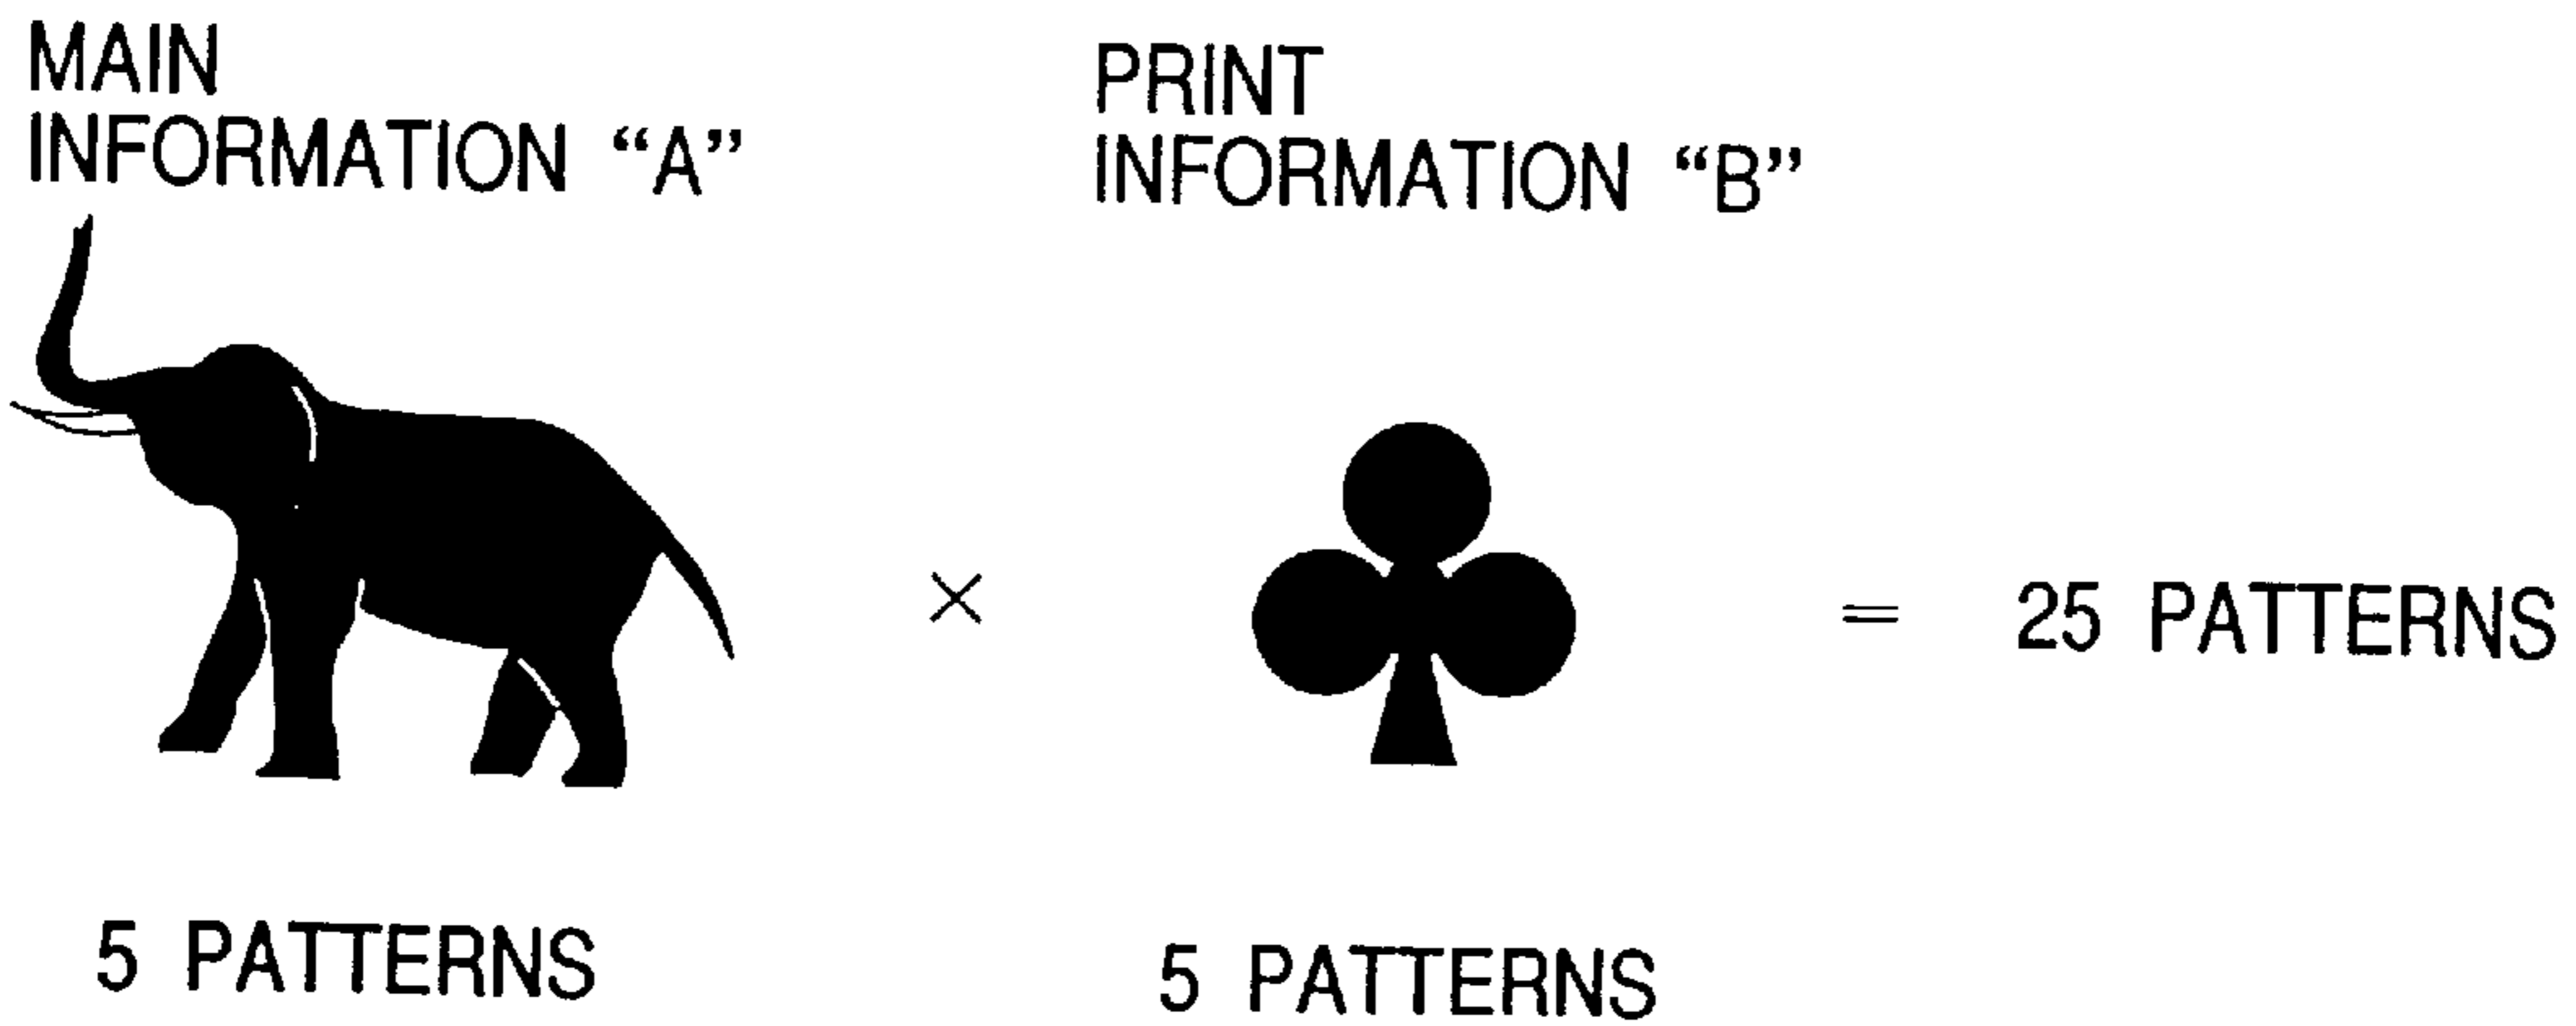 MAIN
INFORMATION “A”
PRINT
INFORMATION “B”
×
= 25 PATTERNS
5 PATTERNS
5 PATTERNS